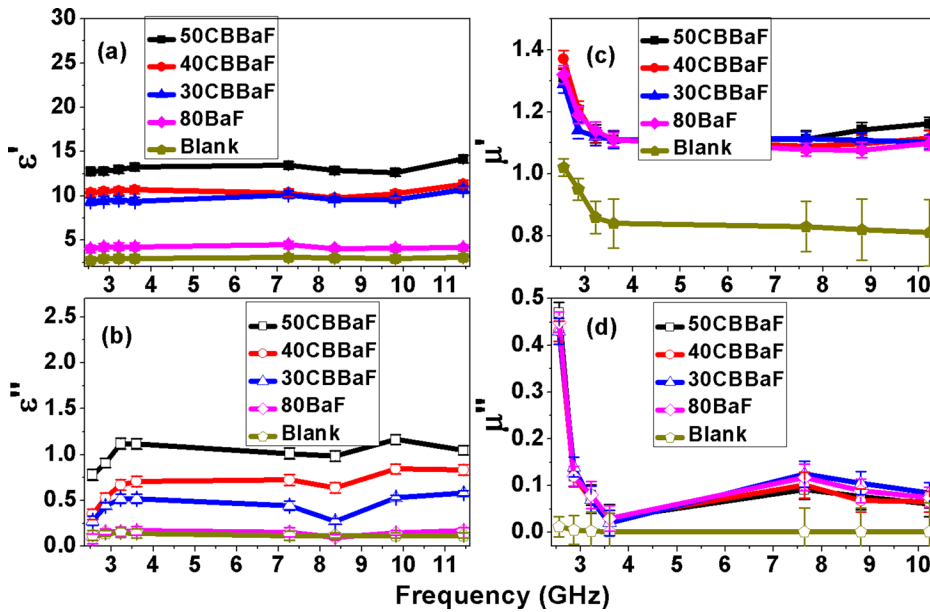 (a)
50CBBaF
40CBBaF
30CBBaF
80BaF
Blank
ε'
30
25
20
15
10
5
3 4 5 6 7 8 9 10 11
(c)
50CBBaF
40CBBaF
30CBBaF
80BaF
Blank
μ'
1.4
1.2
1.0
0.8
3 4 5 6 7 8 9 10
(b)
50CBBaF
40CBBaF
30CBBaF
80BaF
Blank
ε''
2.5
2.0
1.5
1.0
0.5
0.0
3 4 5 6 7 8 9 10 11
(d)
50CBBaF
40CBBaF
30CBBaF
80BaF
Blank
μ''
0.5
0.4
0.3
0.2
0.1
0.0
3 4 5 6 7 8 9 10
Frequency (GHz)